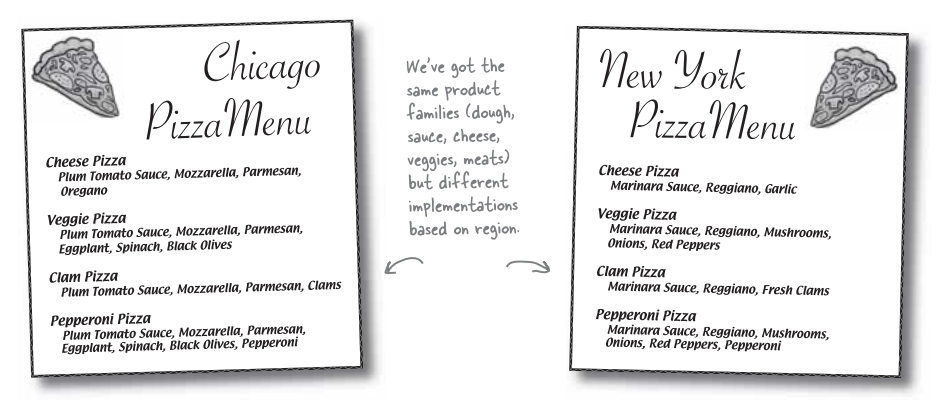 Chicago
PizzaMenu
Cheese Pizza
Plum Tomato Sauce, Mozzarella, Parmesan,
Oregano
Veggie Pizza
Plum Tomato Sauce, Mozzarella, Parmesan,
Eggplant, Spinach, Black Olives
Clam Pizza
Plum Tomato Sauce, Mozzarella, Parmesan, Clams
Pepperoni Pizza
Plum Tomato Sauce, Mozzarella, Parmesan,
Eggplant, Spinach, Black Olives, Pepperoni
We've got the
same product
families (dough,
sauce, cheese,
veggies, meats)
but different
implementations
based on region.
New York
PizzaMenu
Cheese Pizza
Marinara Sauce, Reggiano, Garlic
Veggie Pizza
Marinara Sauce, Reggiano, Mushrooms,
Onions, Red Peppers
Clam Pizza
Marinara Sauce, Reggiano, Fresh Clams
Pepperoni Pizza
Marinara Sauce, Reggiano, Mushrooms,
Onions, Red Peppers, Pepperoni